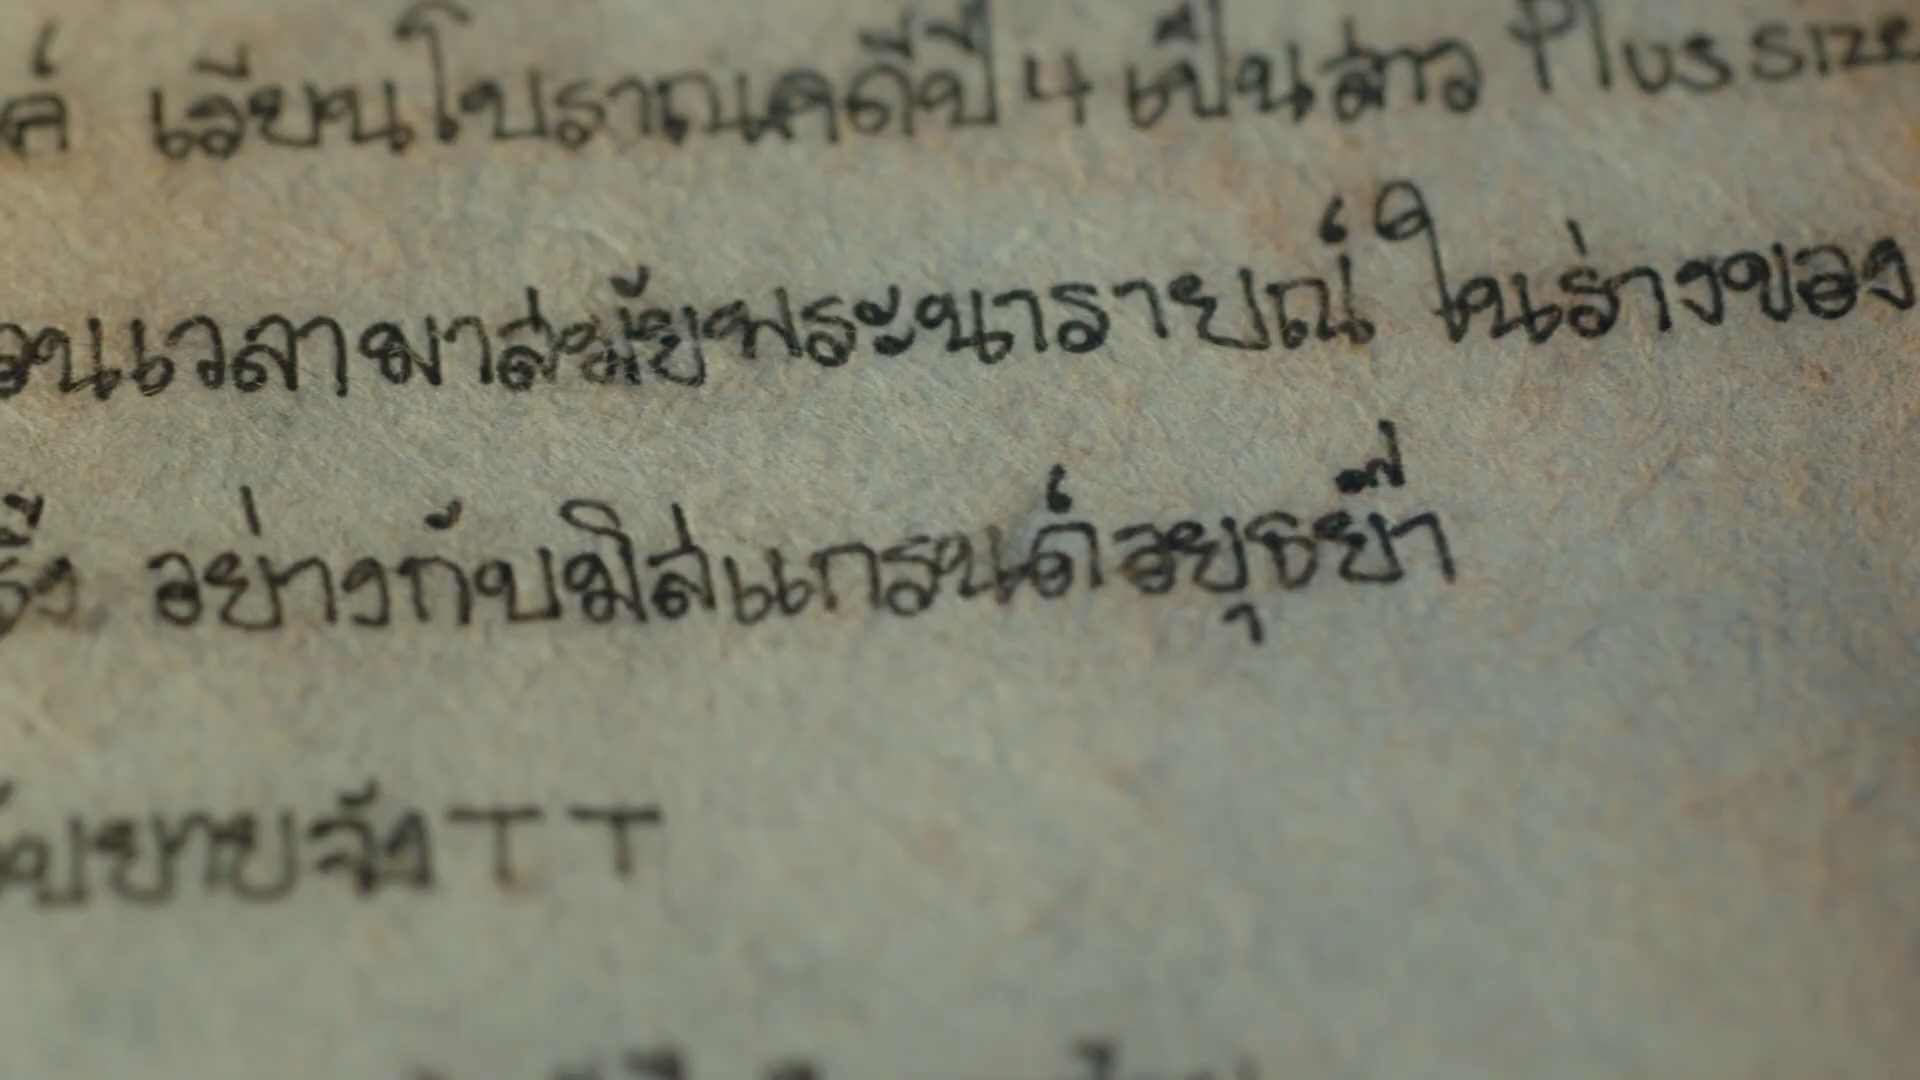 ค์ เรียนโบราณคดีปี 4 เป็นสาว Plus size
วนเวลามาสมัยพระนารายณ์ ในร่างของ
อย่างกับมิสแกรนด์อยุธย๊า
ยายจัง T T